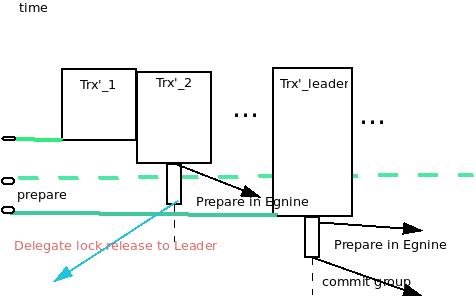 time
Trx'_1
Trx'_2
...
Trx'_leader
...
prepare
Prepare in Egnine
Delegate lock release to Leader
Prepare in Engine
commit group